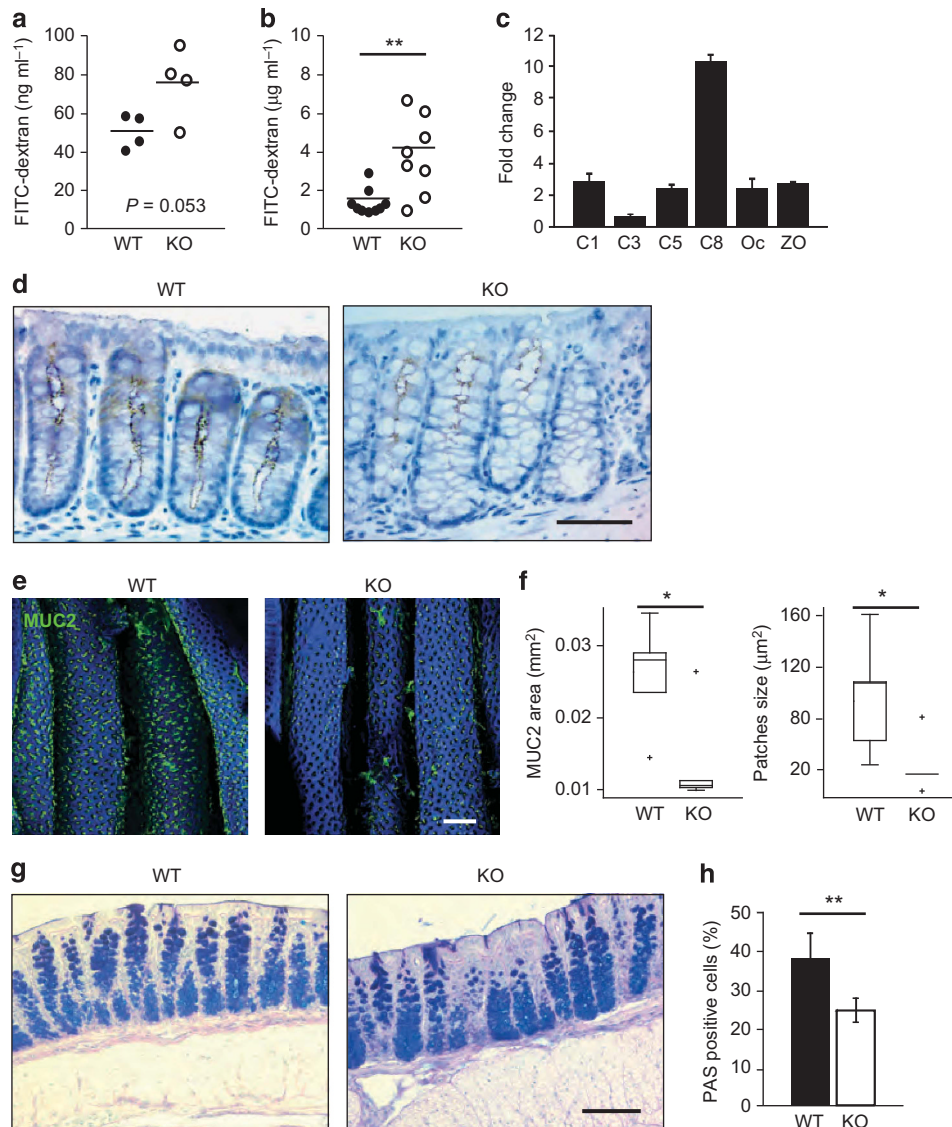 a
FITC-dextran (ng ml⁻¹)
100
80
60
40
20
0
P = 0.053
WT KO
b
FITC-dextran (μg ml⁻¹)
10
8
6
4
2
0
**
WT KO
c
Fold change
12
10
8
6
4
2
0
C1 C3 C5 C8 Oc ZO
d
WT KO
e
WT KO
MUC2
f
MUC2 area (mm²)
0.03
0.02
0.01
*
WT KO
Patches size (μm²)
160
120
80
20
*
WT KO
g
WT KO
h
PAS positive cells (%)
50
40
30
20
10
0
**
WT KO